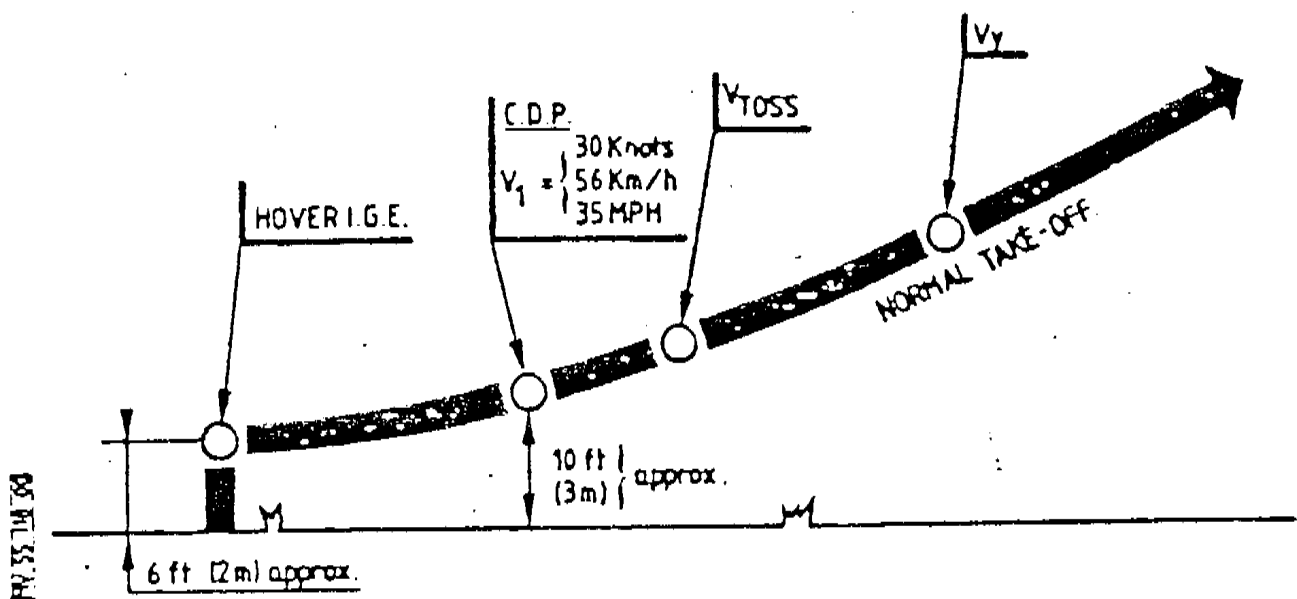 Vy
VTOSS
C.D.P.
V1 = 30 Knots
56 Km/h
35 MPH
HOVER I.G.E.
NORMAL TAKE-OFF
10 ft
(3m)
approx.
6 ft (2m) approx.